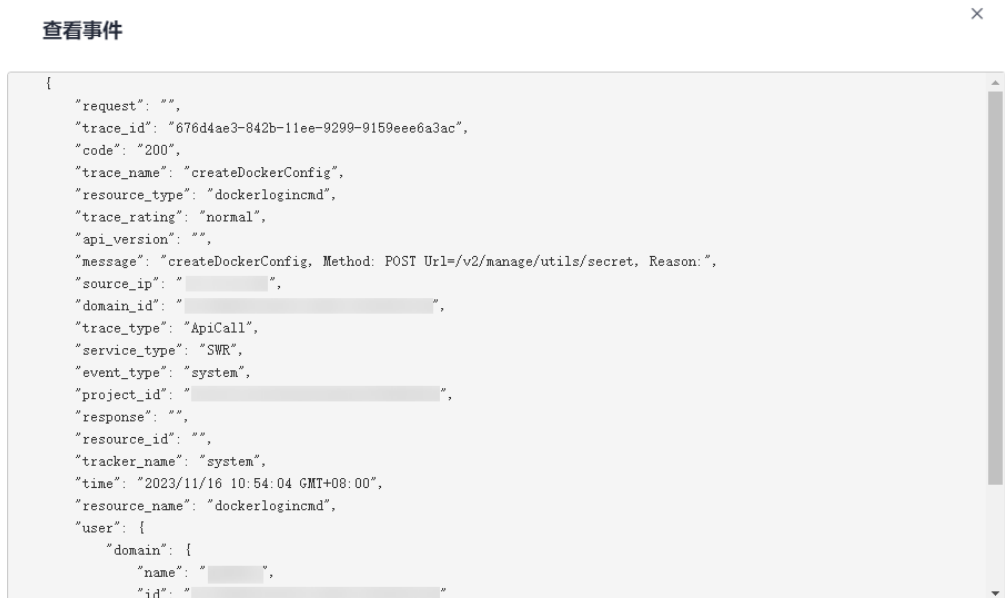 查看事件
{
"request": "",
"trace_id": "676d4ae3-842b-11ee-9299-9159eee6a3ac",
"code": "200",
"trace_name": "createDockerConfig",
"resource_type": "dockerlogincmd",
"trace_rating": "normal",
"api_version": "",
"message": "createDockerConfig, Method: POST Url=/v2/manage/utils/secret, Reason:",
"source_ip": "",
"domain_id": "",
"trace_type": "ApiCall",
"service_type": "SWR",
"event_type": "system",
"project_id": "",
"response": "",
"resource_id": "",
"tracker_name": "system",
"time": "2023/11/16 10:54:04 GMT+08:00",
"resource_name": "dockerlogincmd",
"user": {
"domain": {
"name": "",
"id": ""